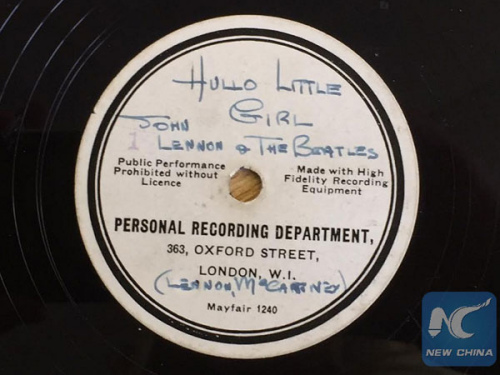 HULLO LITTLE
GIRL
JOHN
1 LENNON & THE BEATLES
Public Performance
Prohibited without
Licence
Made with High
Fidelity Recording
Equipment
PERSONAL RECORDING DEPARTMENT,
363, OXFORD STREET,
LONDON, W.I.
(LENNON, McCARTNEY)
Mayfair 1240
NC
NEW CHINA